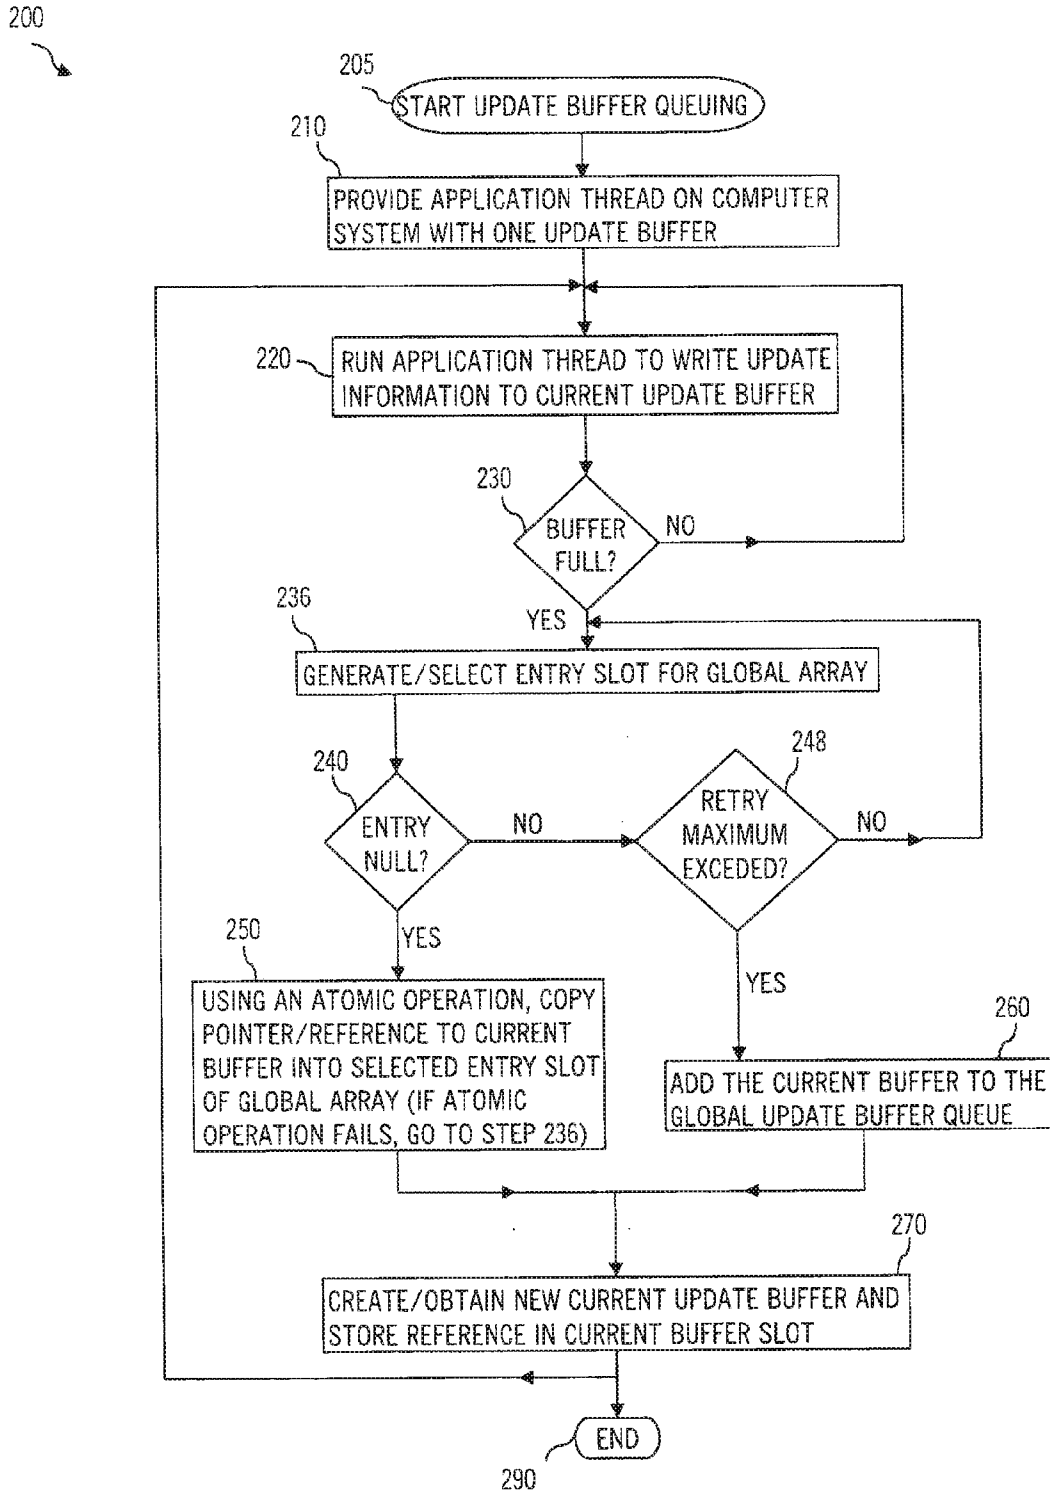 200
205
START UPDATE BUFFER QUEUING
210
PROVIDE APPLICATION THREAD ON COMPUTER
SYSTEM WITH ONE UPDATE BUFFER
220
RUN APPLICATION THREAD TO WRITE UPDATE
INFORMATION TO CURRENT UPDATE BUFFER
230
BUFFER
FULL?
NO
YES
236
GENERATE/SELECT ENTRY SLOT FOR GLOBAL ARRAY
240
ENTRY
NULL?
NO
248
RETRY
MAXIMUM
EXCEDED?
NO
YES
YES
250
USING AN ATOMIC OPERATION, COPY
POINTER/REFERENCE TO CURRENT
BUFFER INTO SELECTED ENTRY SLOT
OF GLOBAL ARRAY (IF ATOMIC
OPERATION FAILS, GO TO STEP 236)
260
ADD THE CURRENT BUFFER TO THE
GLOBAL UPDATE BUFFER QUEUE
270
CREATE/OBTAIN NEW CURRENT UPDATE BUFFER AND
STORE REFERENCE IN CURRENT BUFFER SLOT
END
290